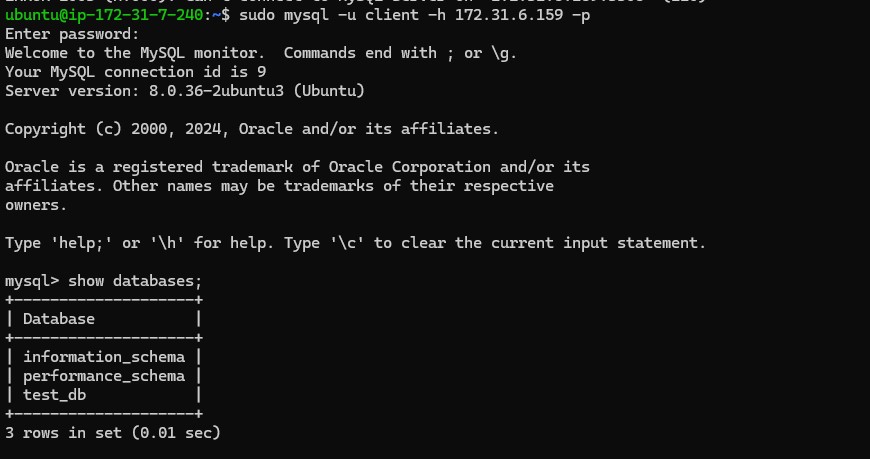 ubuntu@ip-172-31-7-240:~$ sudo mysql -u client -h 172.31.6.159 -p
Enter password:
Welcome to the MySQL monitor.  Commands end with ; or \g.
Your MySQL connection id is 9
Server version: 8.0.36-2ubuntu3 (Ubuntu)

Copyright (c) 2000, 2024, Oracle and/or its affiliates.

Oracle is a registered trademark of Oracle Corporation and/or its
affiliates. Other names may be trademarks of their respective
owners.

Type 'help;' or '\h' for help. Type '\c' to clear the current input statement.

mysql> show databases;
+--------------------+
| Database           |
+--------------------+
| information_schema |
| performance_schema |
| test_db            |
+--------------------+
3 rows in set (0.01 sec)